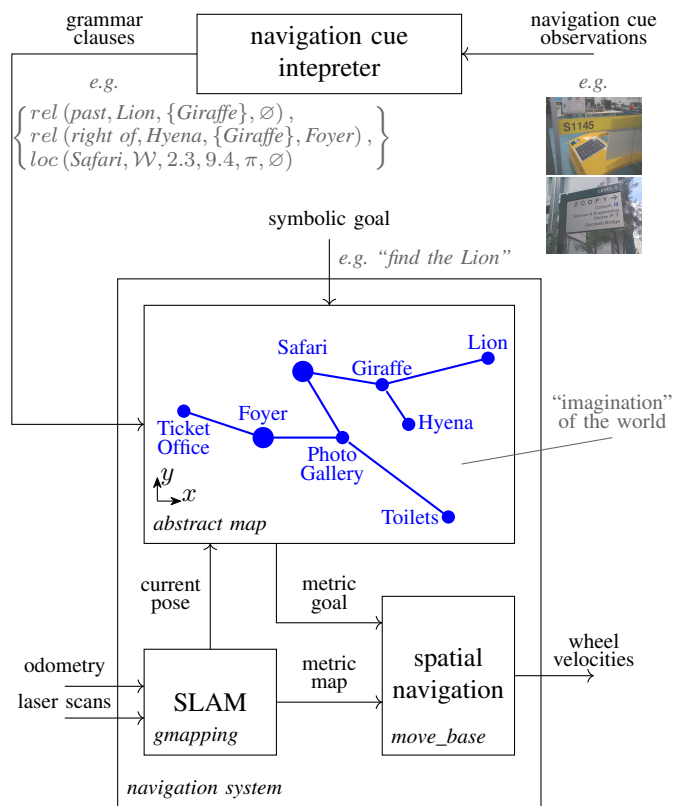 grammar
clauses
navigation cue
intepreter
navigation cue
observations
e.g.
e.g.
rel (past, Lion, {Giraffe}, ∅) ,
rel (right of, Hyena, {Giraffe}, Foyer) ,
loc (Safari, W, 2.3, 9.4, π, ∅)
S1145
LEVEL 4
Z C O P Y →
symbolic goal
e.g. “find the Lion”
Safari
Giraffe
Lion
Foyer
Ticket
Office
Hyena
Photo
Gallery
Toilets
y
x
abstract map
“imagination”
of the world
current
pose
metric
goal
odometry
laser scans
SLAM
gmapping
metric
map
spatial
navigation
move_base
wheel
velocities
navigation system